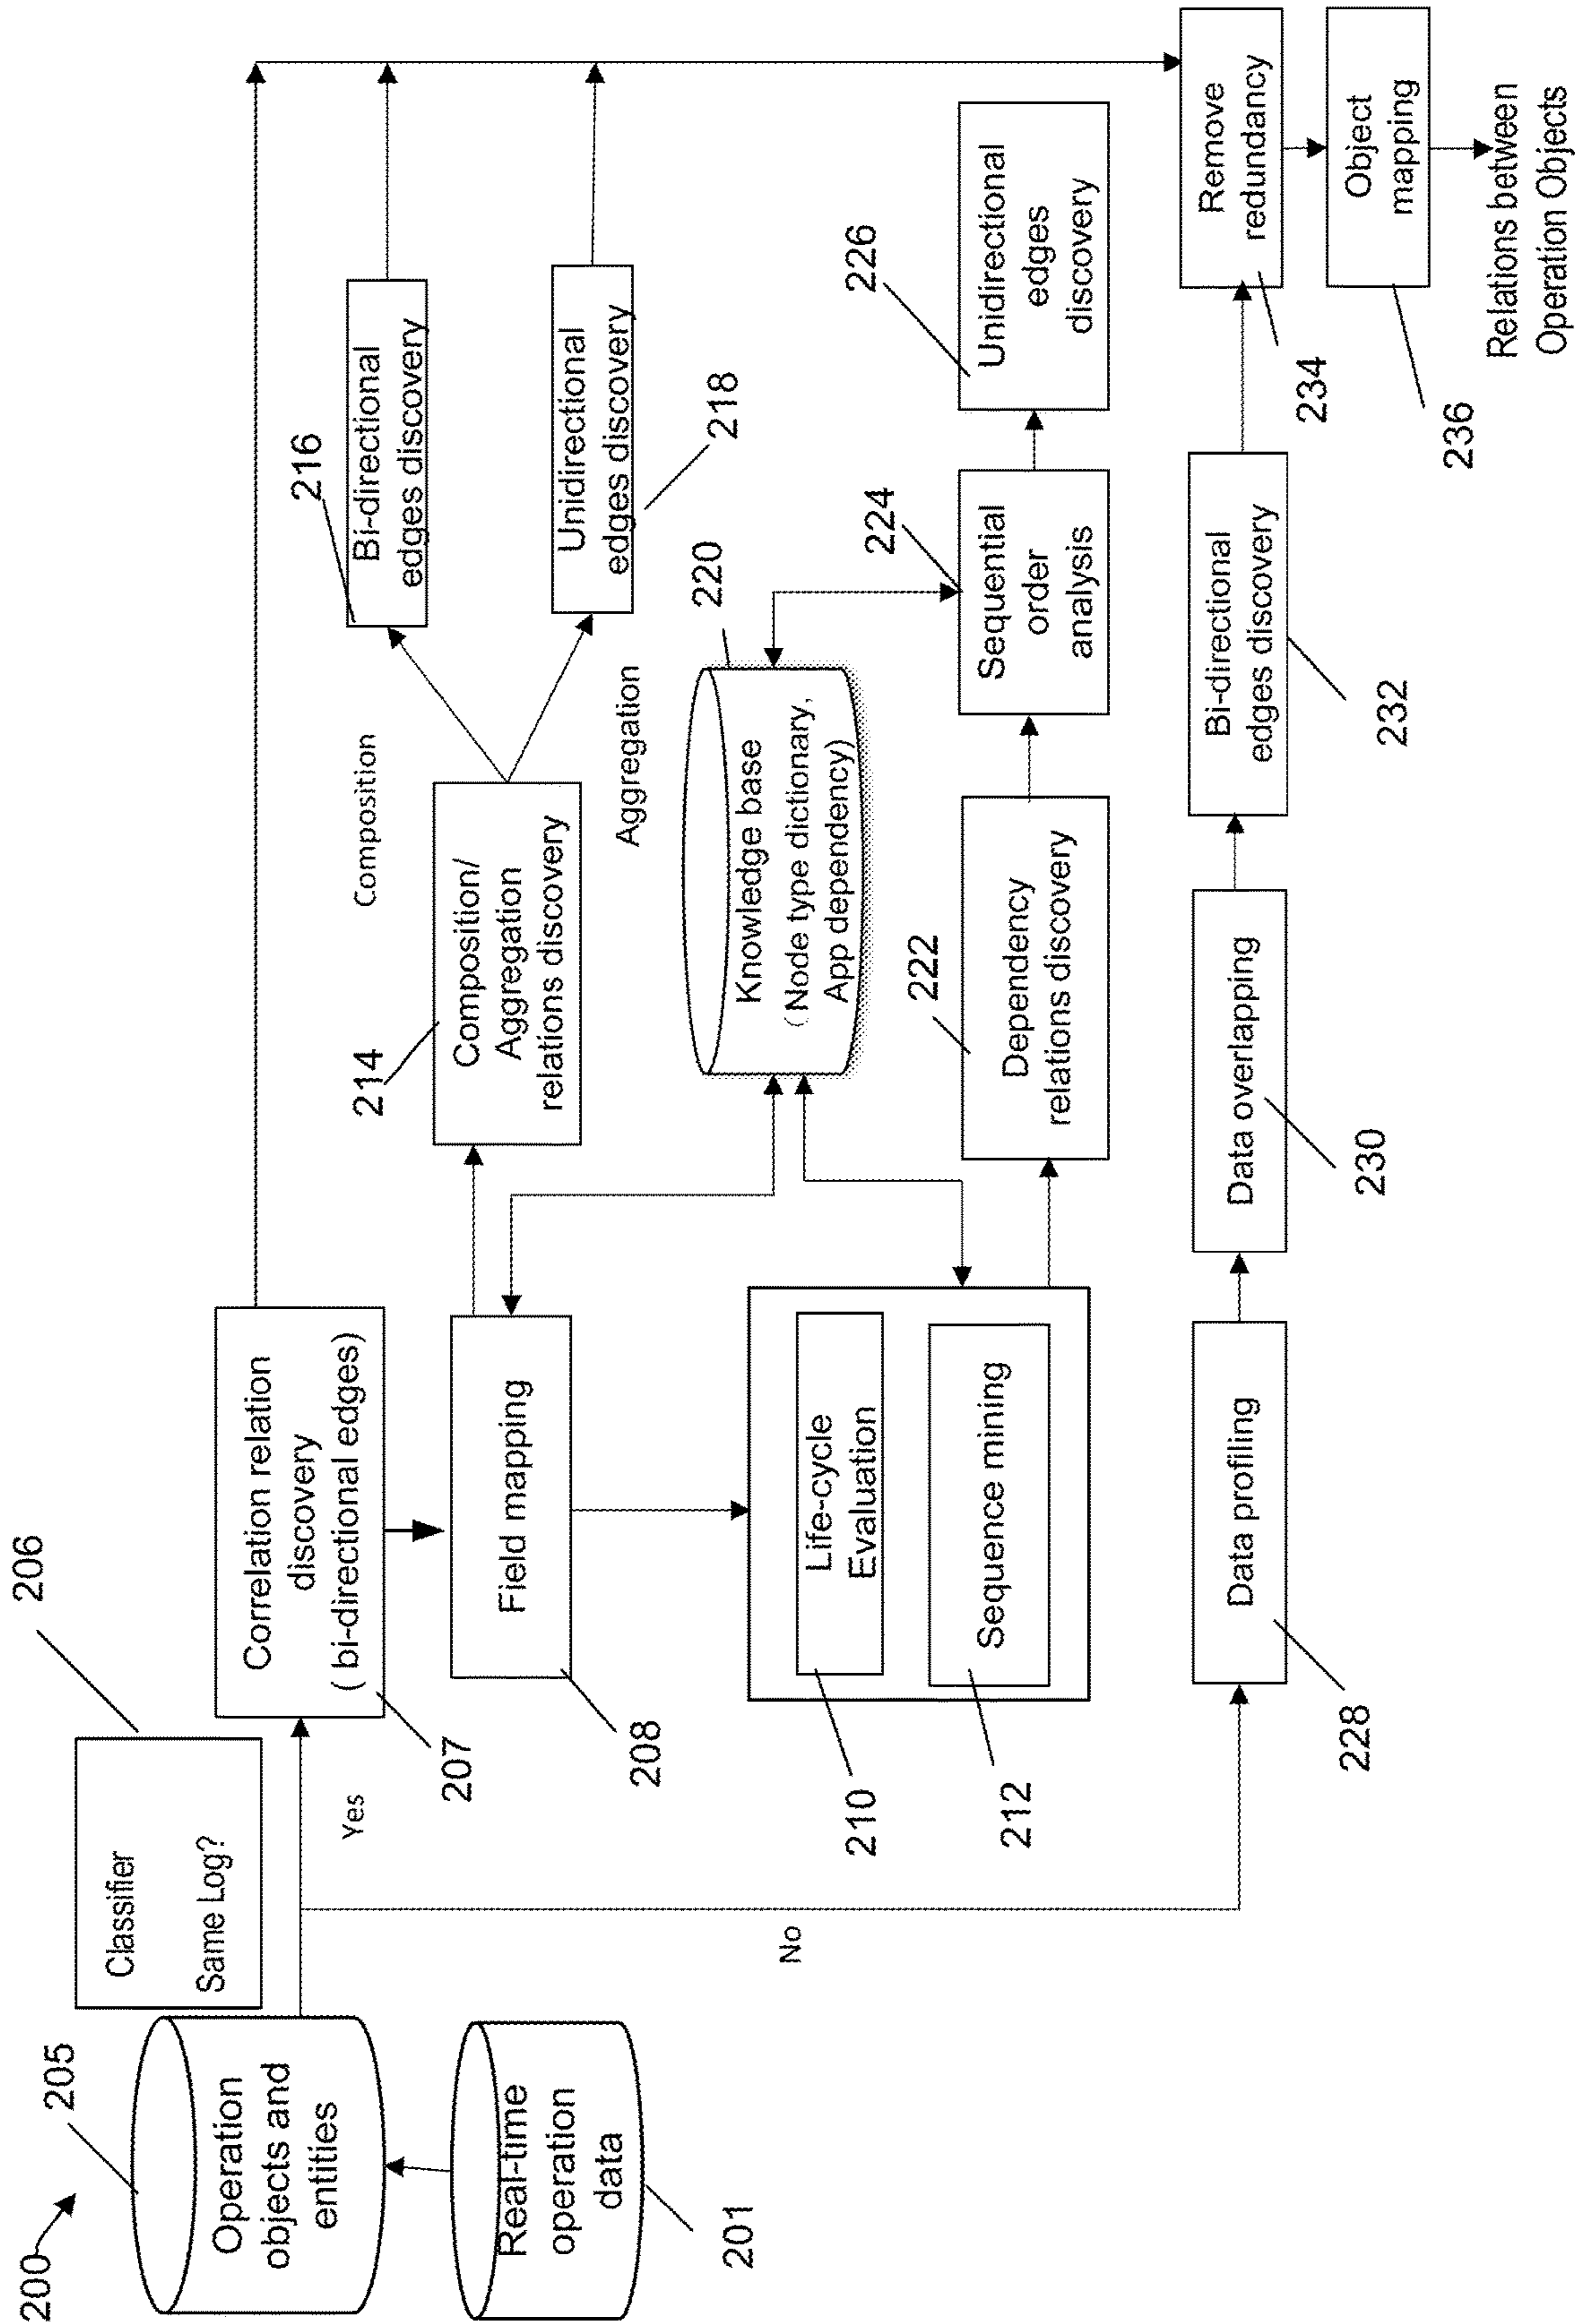 200
205
Operation
objects and
entities
Real-time
operation
data
201
206
Classifier
Same Log?
Yes
No
Correlation relation
discovery
( bi-directional edges)
207
Field mapping
208
Life-cycle
Evaluation
210
Sequence mining
212
Data profiling
228
214
Composition/
Aggregation
relations discovery
Composition
Aggregation
216
Bi-directional
edges discovery
Unidirectional
edges discovery
218
220
Knowledge base
(Node type dictionary,
App dependency)
222
Dependency
relations discovery
224
Sequential
order
analysis
226
Unidirectional
edges
discovery
Data overlapping
230
Bi-directional
edges discovery
232
Remove
redundancy
234
Object
mapping
236
Relations between
Operation Objects